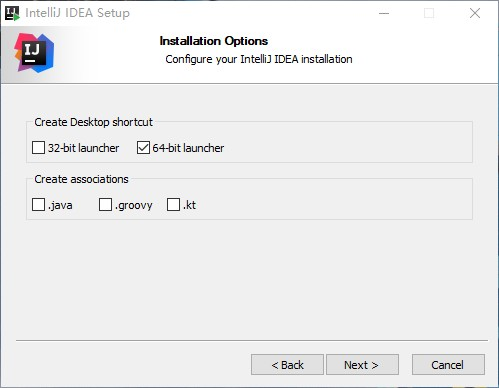 IntelliJ IDEA Setup
IJ
Installation Options
Configure your IntelliJ IDEA installation
Create Desktop shortcut
32-bit launcher 64-bit launcher
Create associations
.java .groovy .kt
< Back Next > Cancel